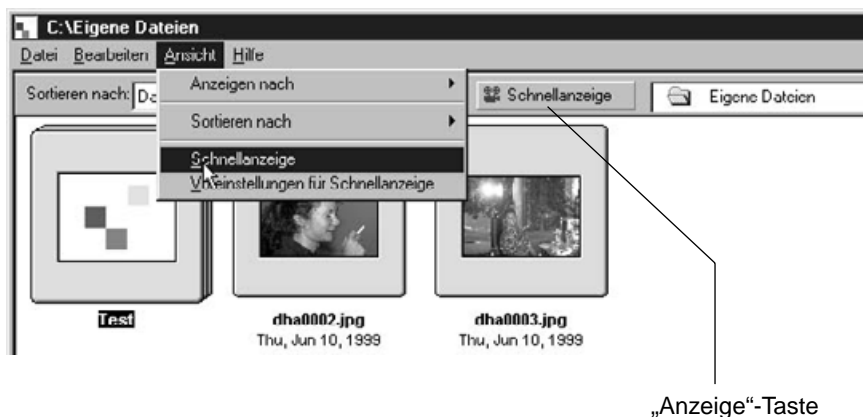 C:\Eigene Dateien
Datei Bearbeiten Ansicht Hilfe
Sortieren nach: Da
Anzeigen nach
Schnellanzeige
Eigene Dateien
Sortieren nach
Schnellanzeige
Voreinstellungen für Schnellanzeige
Test
dha0002.jpg
dha0003.jpg
Thu, Jun 10, 1999
Thu, Jun 10, 1999
„Anzeige“-Taste